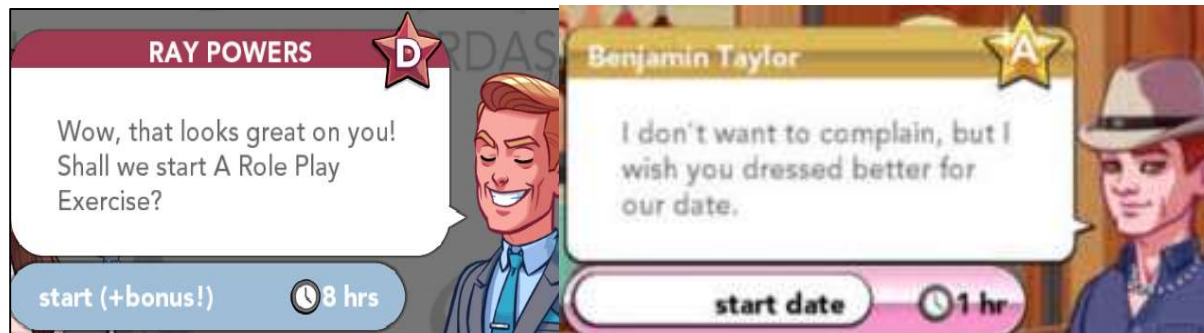 RAY POWERS
D
RDAS
Wow, that looks great on you!
Shall we start A Role Play
Exercise?
start (+bonus!)
8 hrs
Benjamin Taylor
A
I don't want to complain, but I
wish you dressed better for
our date.
start date
1 hr